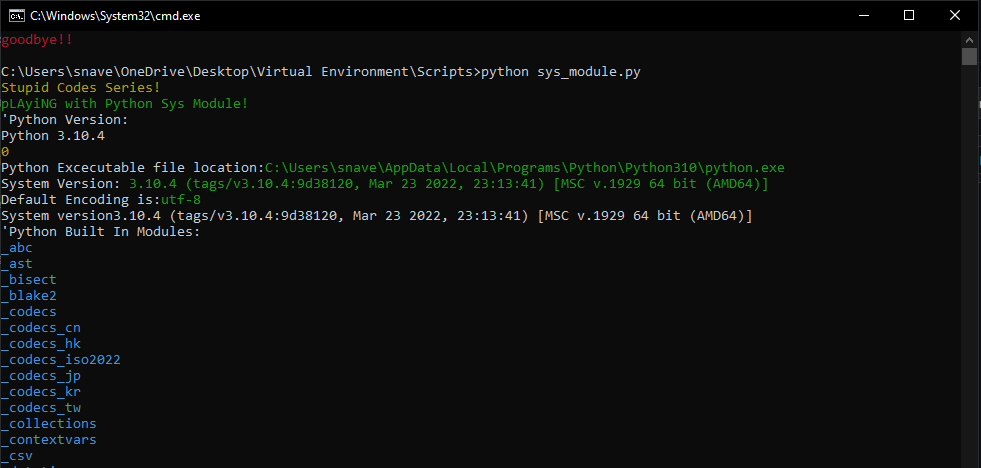 C:\Windows\System32\cmd.exe
goodbye!!
C:\Users\snave\OneDrive\Desktop\Virtual Environment\Scripts>python sys_module.py
Stupid Codes Series!
pLAyiNG with Python Sys Module!
'Python Version:
Python 3.10.4
0
Python Excecutable file location:C:\Users\snave\AppData\Local\Programs\Python\Python310\python.exe
System Version: 3.10.4 (tags/v3.10.4:9d38120, Mar 23 2022, 23:13:41) [MSC v.1929 64 bit (AMD64)]
Default Encoding is:utf-8
System version3.10.4 (tags/v3.10.4:9d38120, Mar 23 2022, 23:13:41) [MSC v.1929 64 bit (AMD64)]
'Python Built In Modules:
_abc
_ast
_bisect
_blake2
_codecs
_codecs_cn
_codecs_hk
_codecs_iso2022
_codecs_jp
_codecs_kr
_codecs_tw
_collections
_contextvars
_csv